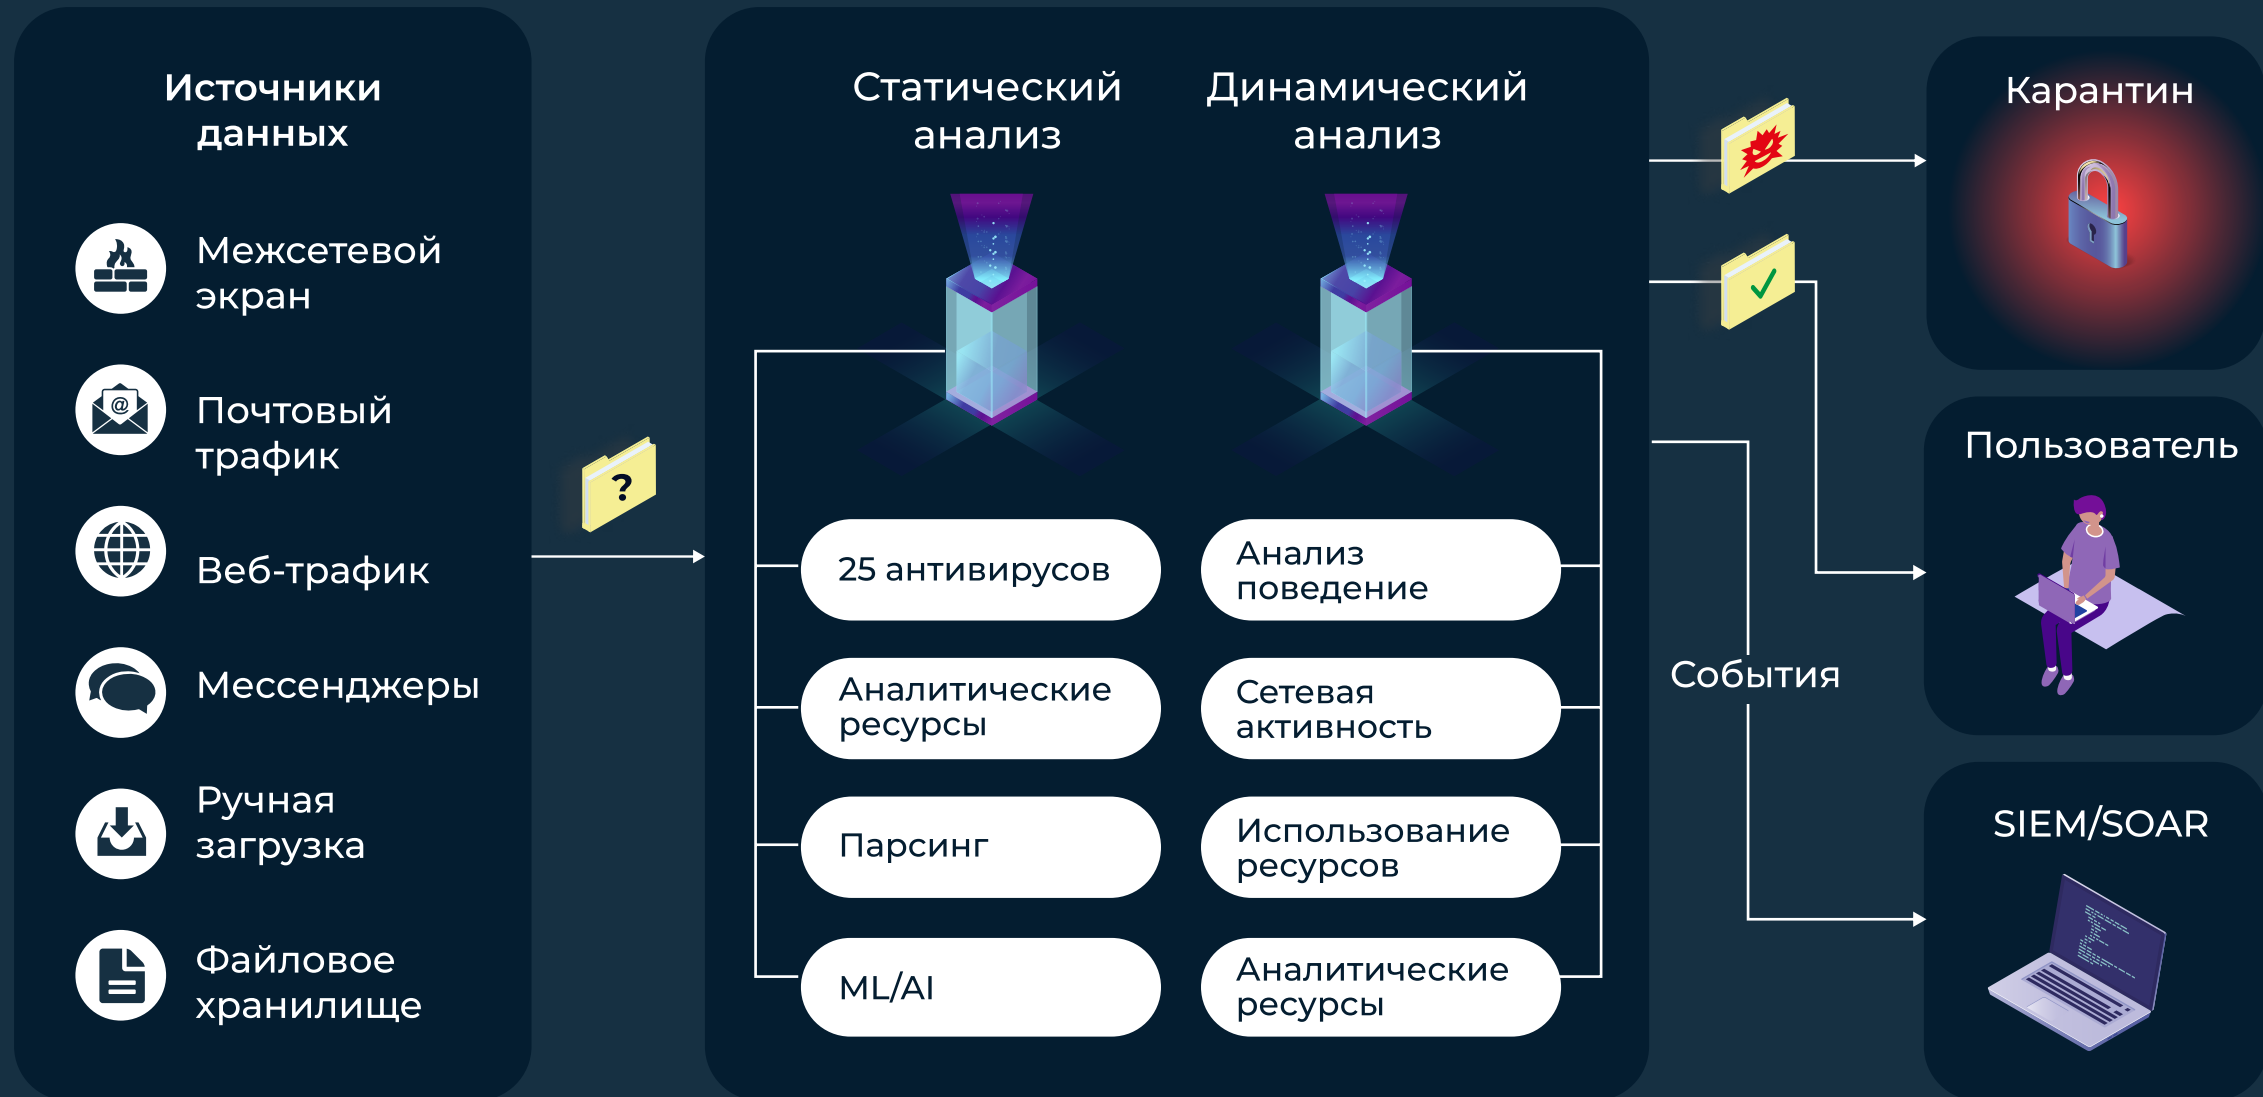 Источники
данных
Межсетевой
экран
Почтовый
трафик
Веб-трафик
Мессенджеры
Ручная
загрузка
Файловое
хранилище
?
Статический
анализ
25 антивирусов
Аналитические
ресурсы
Парсинг
ML/AI
Динамический
анализ
Анализ
поведение
Сетевая
активность
Использование
ресурсов
Аналитические
ресурсы
События
Карантин
Пользователь
SIEM/SOAR